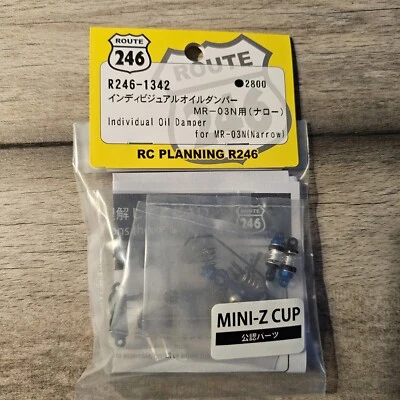 ROUTE
246
R246-1342 ●2800
インディビジュアルオイルダンパー
MR-03N用(ナロー)
Individual Oil Damper
for MR-03N(Narrow)
RC PLANNING R246
ROUTE
246
MINI-Z CUP
公認パーツ